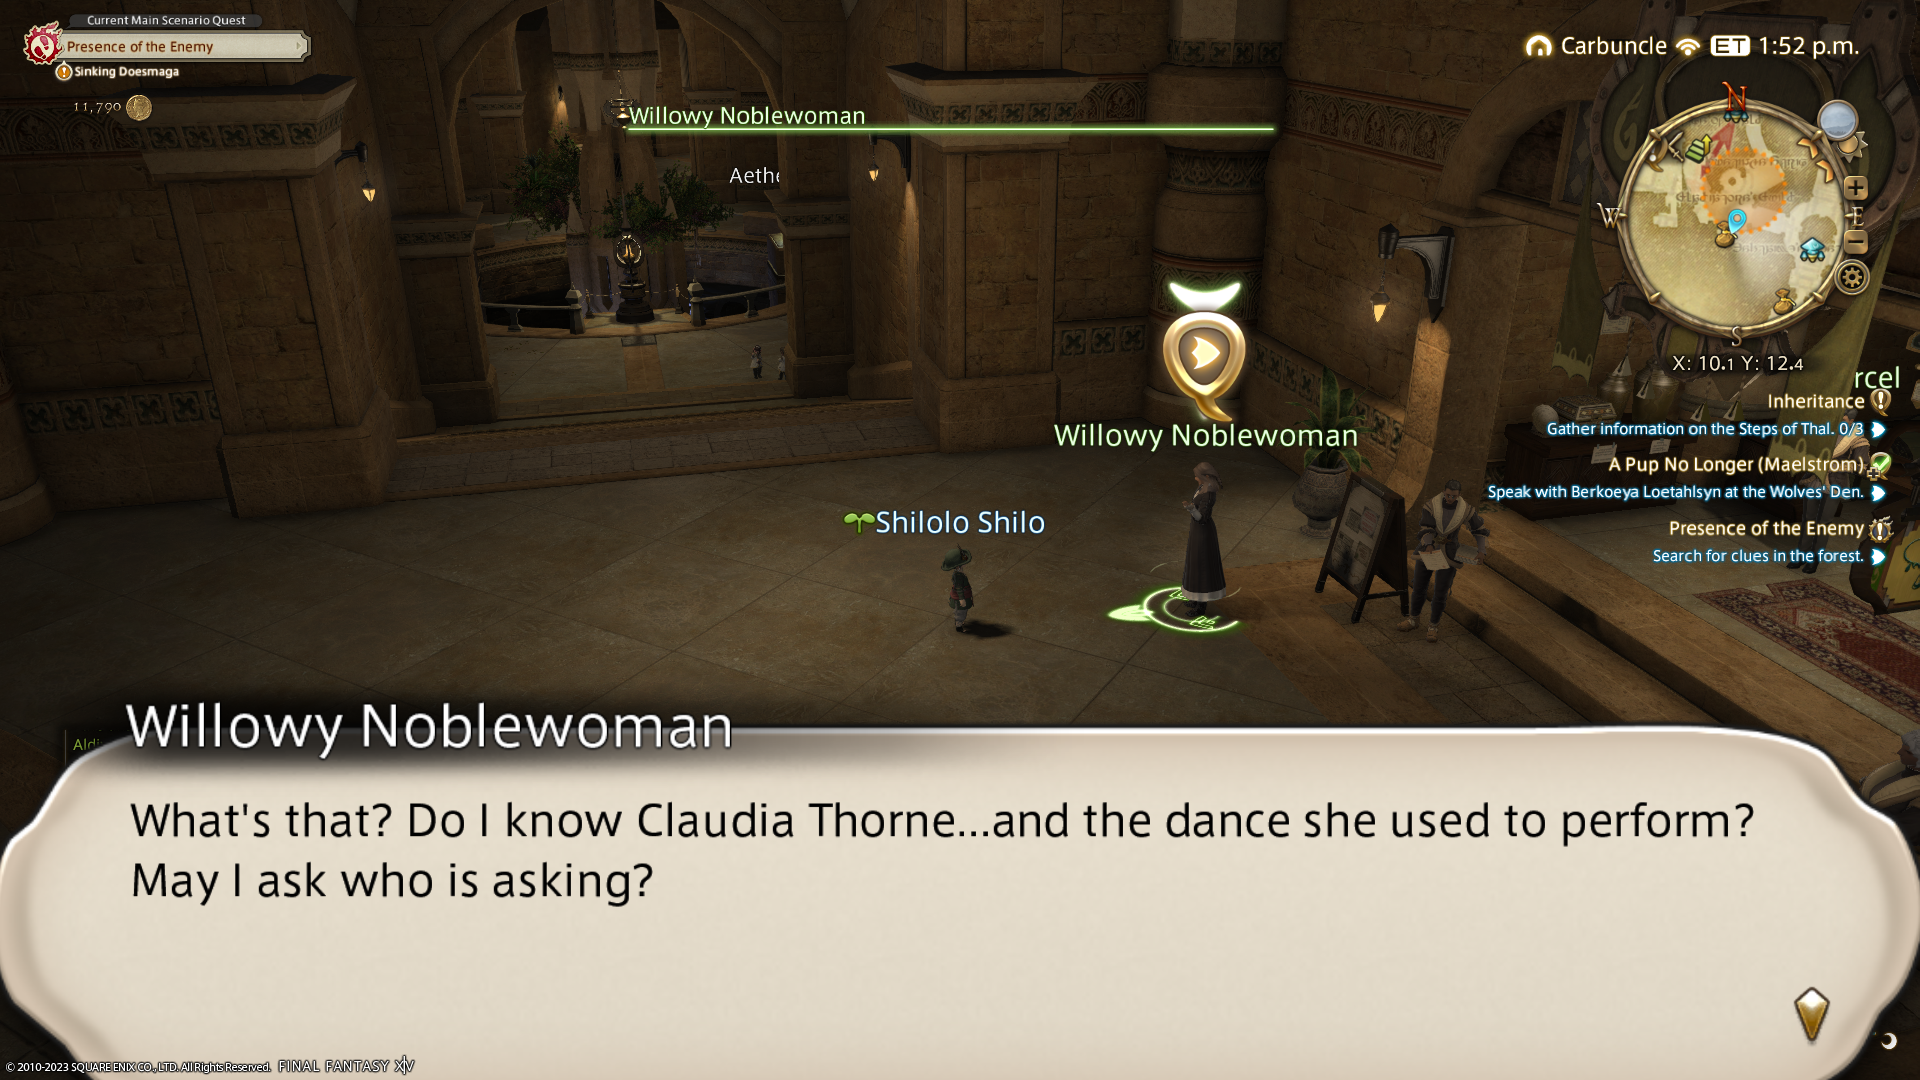 Current Main Scenario Quest
Presence of the Enemy
Sinking Doesmaga
11,790
Carbuncle ET 1:52 p.m.
Willowy Noblewoman
Aethe
N
W
E
S
X: 10.1 Y: 12.4
rcel
Inheritance
Gather information on the Steps of Thal. 0/3
Willowy Noblewoman
A Pup No Longer (Maelstrom)
Speak with Berkoeya Loetahlsyn at the Wolves' Den.
Shilolo Shilo
Presence of the Enemy
Search for clues in the forest.
Willowy Noblewoman
What's that? Do I know Claudia Thorne...and the dance she used to perform?
May I ask who is asking?
© 2010-2023 SQUARE ENIX CO., LTD. All Rights Reserved. FINAL FANTASY XIV